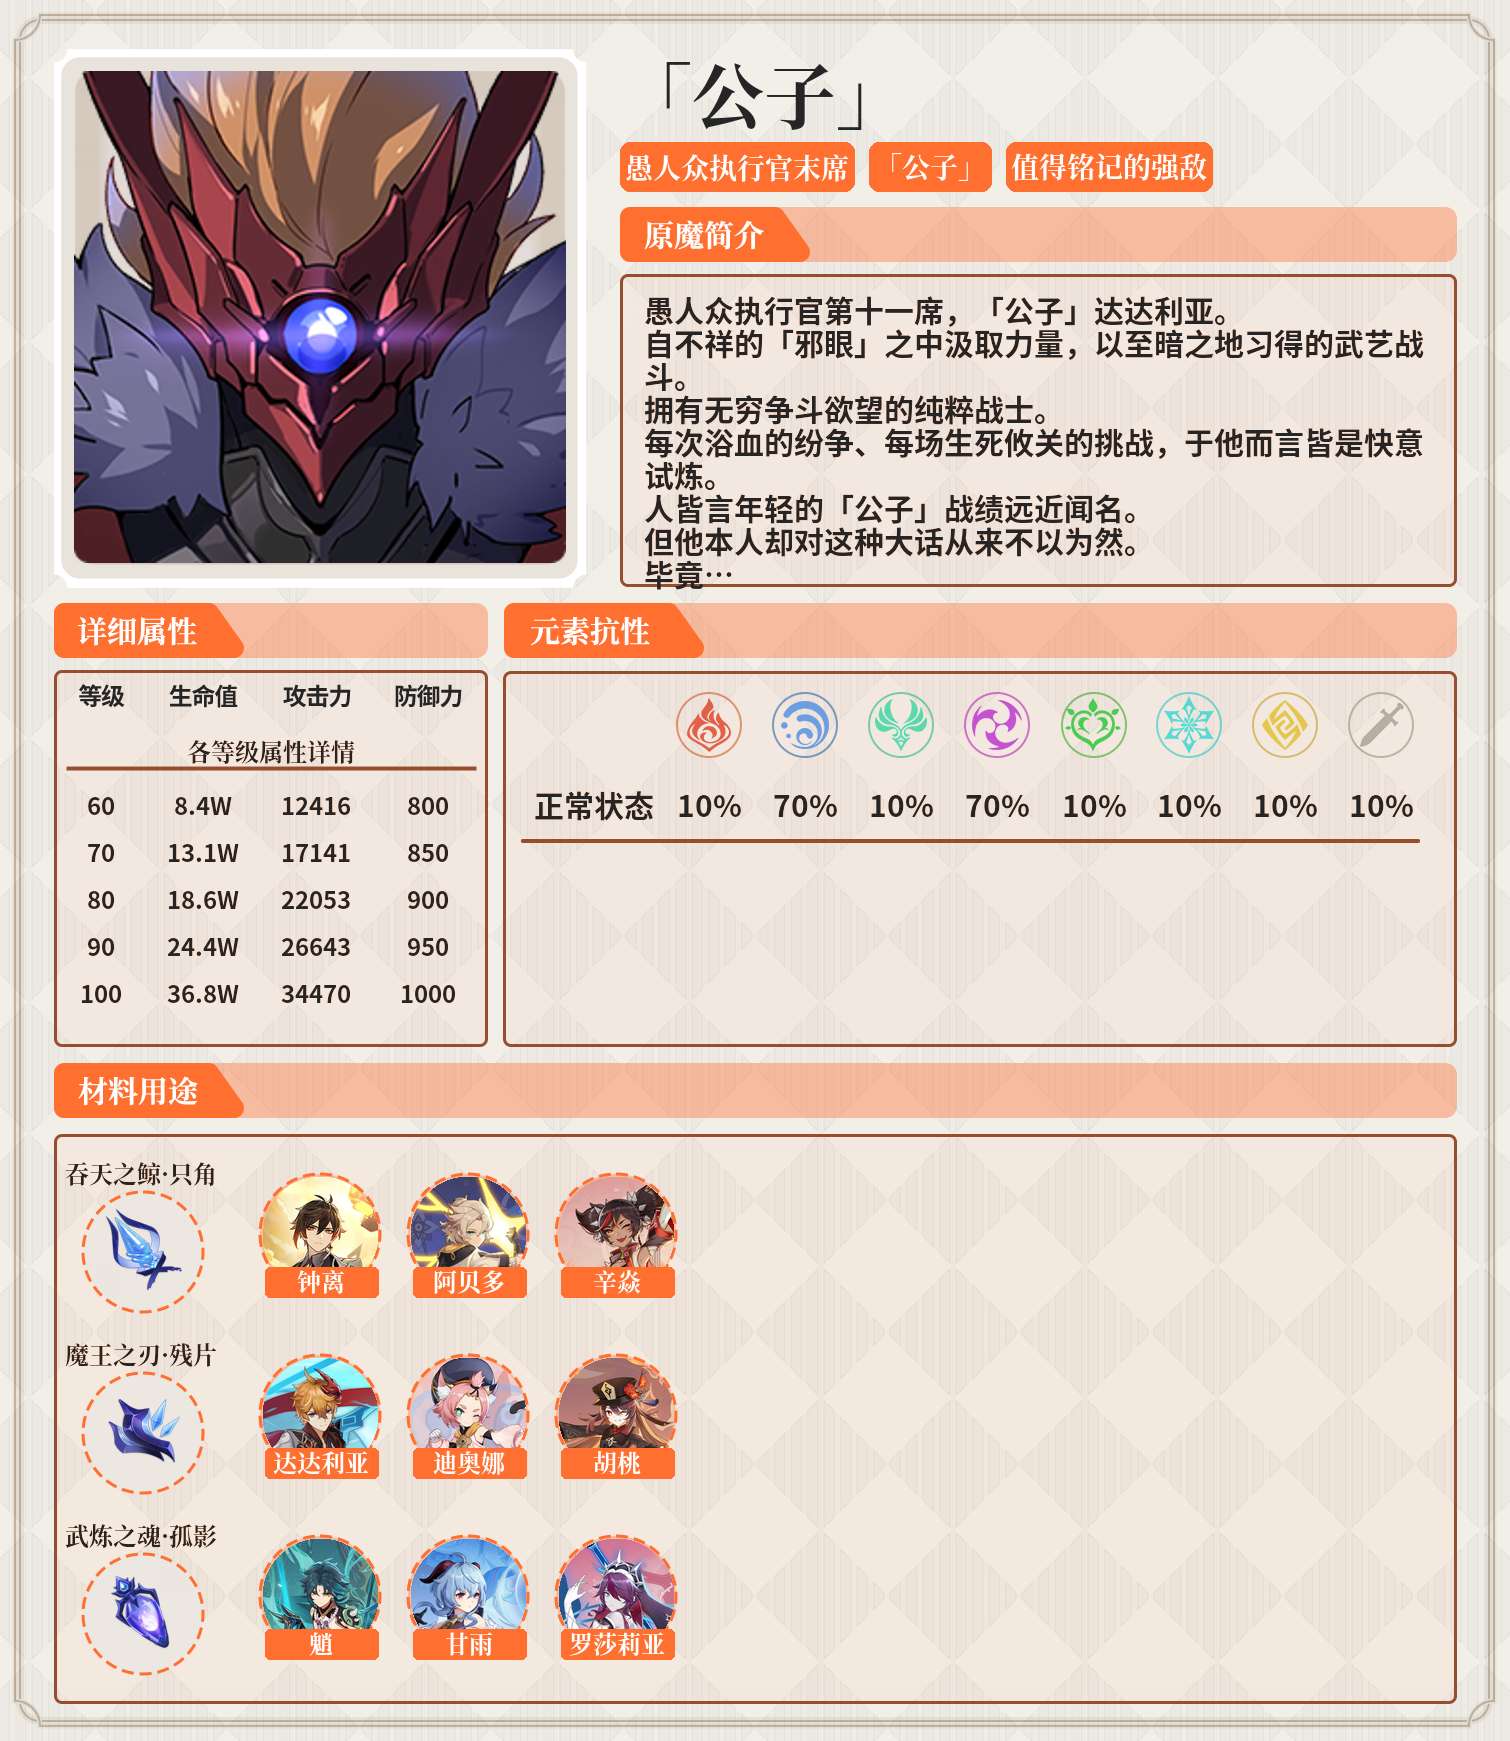 「公子」
愚人众执行官末席 「公子」 值得铭记的强敌
原魔简介
愚人众执行官第十一席，「公子」达达利亚。
自不祥的「邪眼」之中汲取力量，以至暗之地习得的武艺战
斗。
拥有无穷争斗欲望的纯粹战士。
每次浴血的纷争、每场生死攸关的挑战，于他而言皆是快意
试炼。
人皆言年轻的「公子」战绩远近闻名。
但他本人却对这种大话从来不以为然。
毕竟…
详细属性
等级 生命值 攻击力 防御力
各等级属性详情
60 8.4W 12416 800
70 13.1W 17141 850
80 18.6W 22053 900
90 24.4W 26643 950
100 36.8W 34470 1000
元素抗性
正常状态 10% 70% 10% 70% 10% 10% 10% 10%
材料用途
吞天之鲸·只角
钟离 阿贝多 辛焱
魔王之刃·残片
达达利亚 迪奥娜 胡桃
武炼之魂·孤影
魈 甘雨 罗莎莉亚